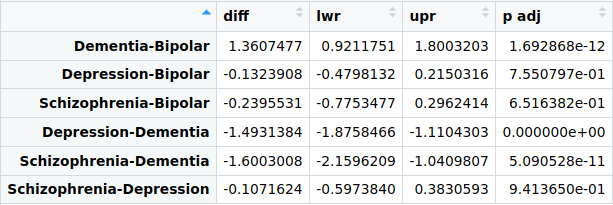 diff lwr upr p adj
Dementia-Bipolar 1.3607477 0.9211751 1.8003203 1.692868e-12
Depression-Bipolar -0.1323908 -0.4798132 0.2150316 7.550797e-01
Schizophrenia-Bipolar -0.2395531 -0.7753477 0.2962414 6.516382e-01
Depression-Dementia -1.4931384 -1.8758466 -1.1104303 0.000000e+00
Schizophrenia-Dementia -1.6003008 -2.1596209 -1.0409807 5.090528e-11
Schizophrenia-Depression -0.1071624 -0.5973840 0.3830593 9.413650e-01